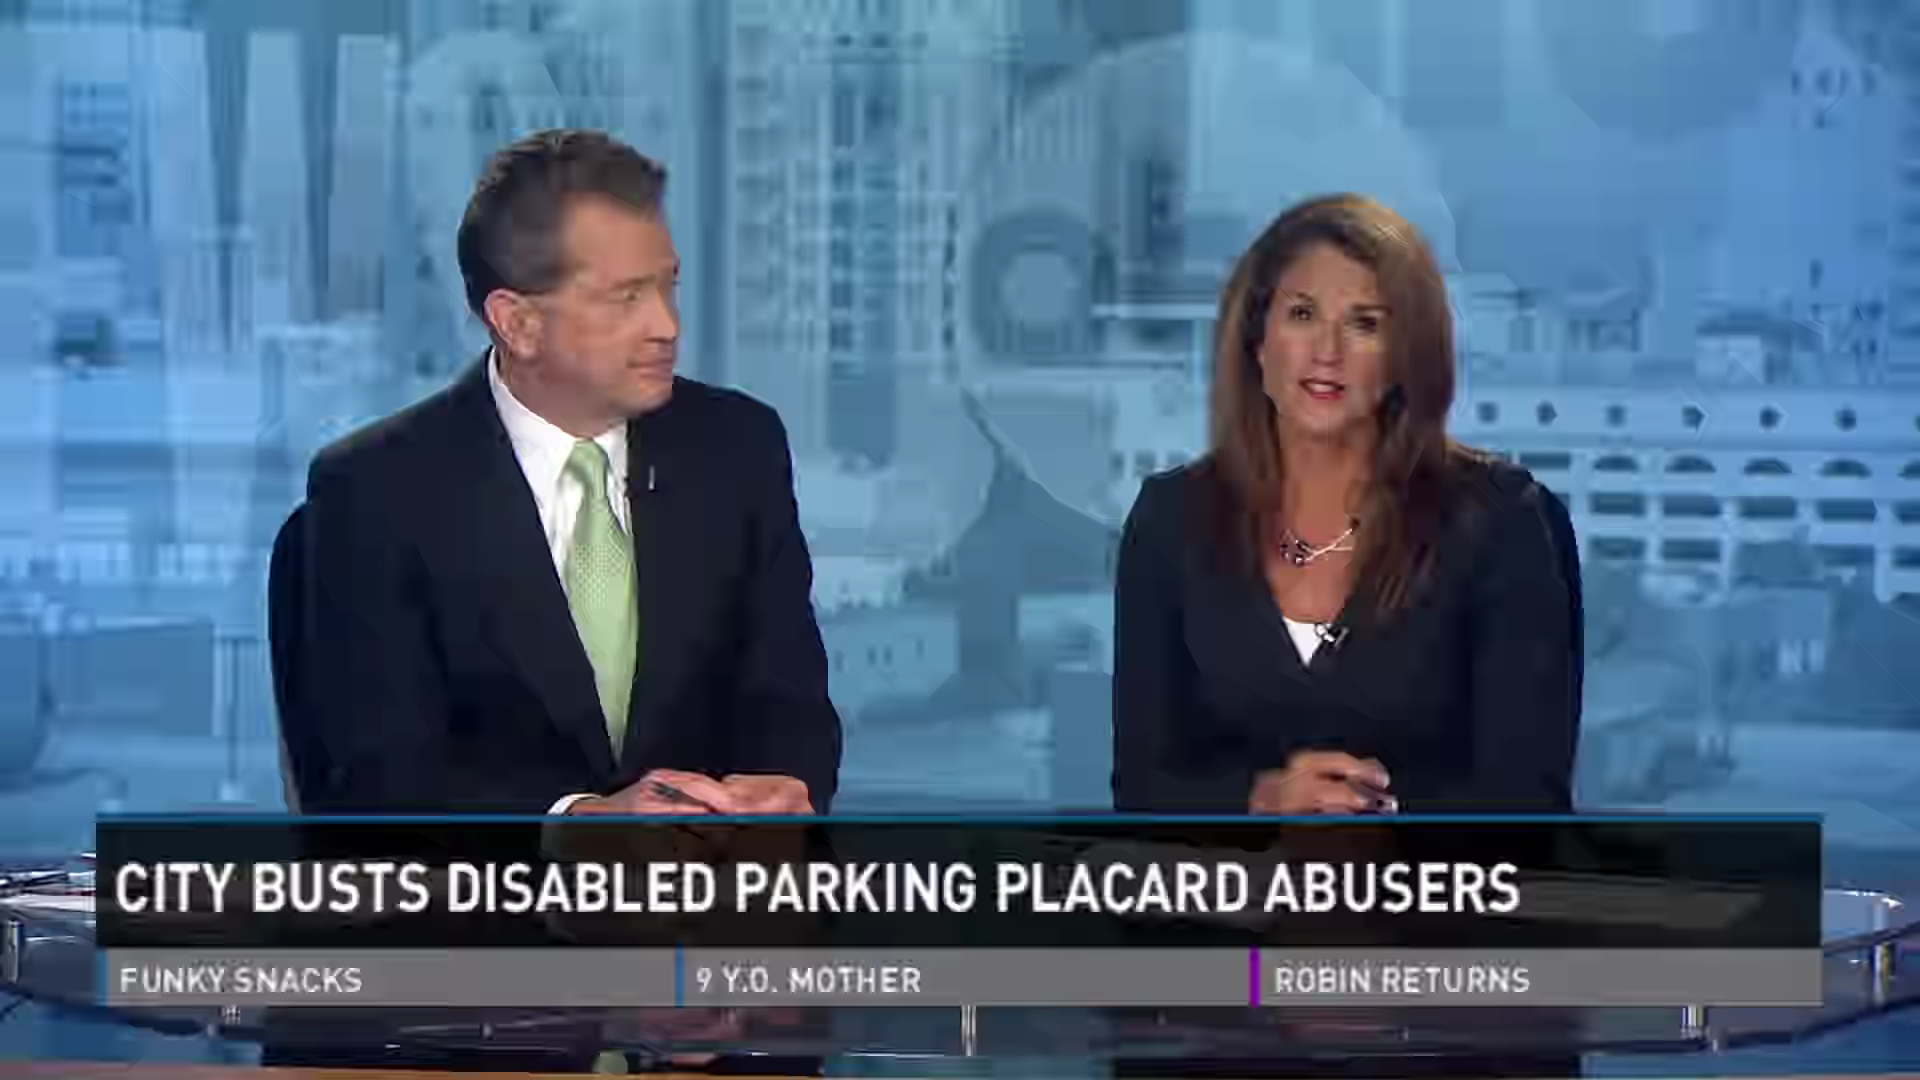 CITY BUSTS DISABLED PARKING PLACARD ABUSERS
FUNKY SNACKS
9 Y.O. MOTHER
ROBIN RETURNS